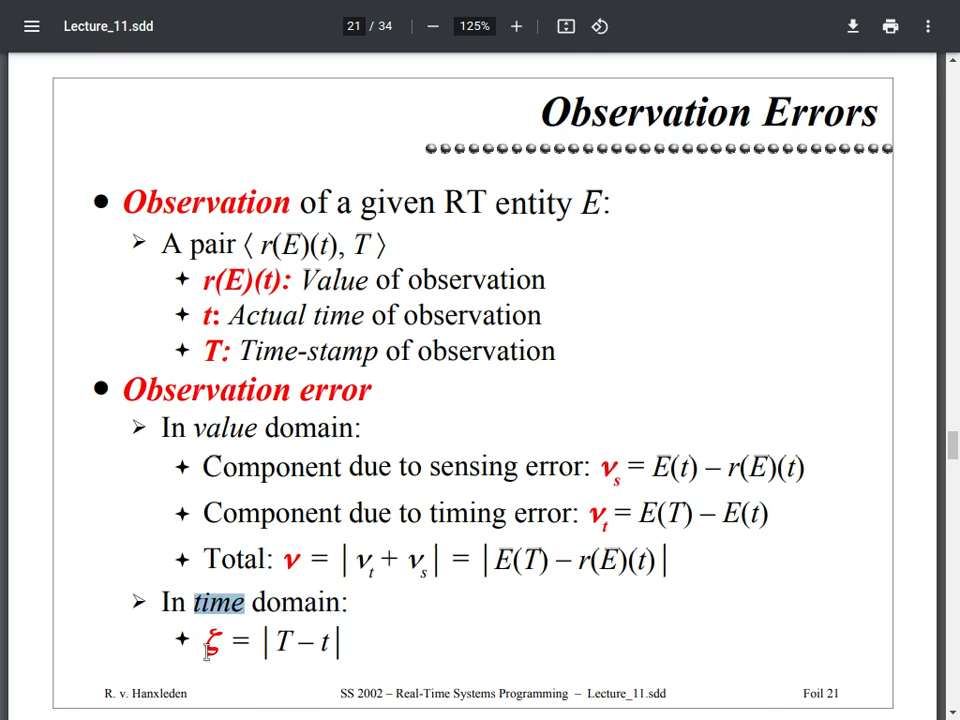 Lecture_11.sdd
21 / 34
125%
Observation Errors
• Observation of a given RT entity E:
➢ A pair ⟨ r(E)(t), T ⟩
✦ r(E)(t): Value of observation
✦ t: Actual time of observation
✦ T: Time-stamp of observation
• Observation error
➢ In value domain:
✦ Component due to sensing error: νs = E(t) – r(E)(t)
✦ Component due to timing error: νt = E(T) – E(t)
✦ Total: ν = |νt + νs| = |E(T) – r(E)(t)|
➢ In time domain:
✦ ζ = |T – t|
R. v. Hanxleden
SS 2002 – Real-Time Systems Programming – Lecture_11.sdd
Foil 21